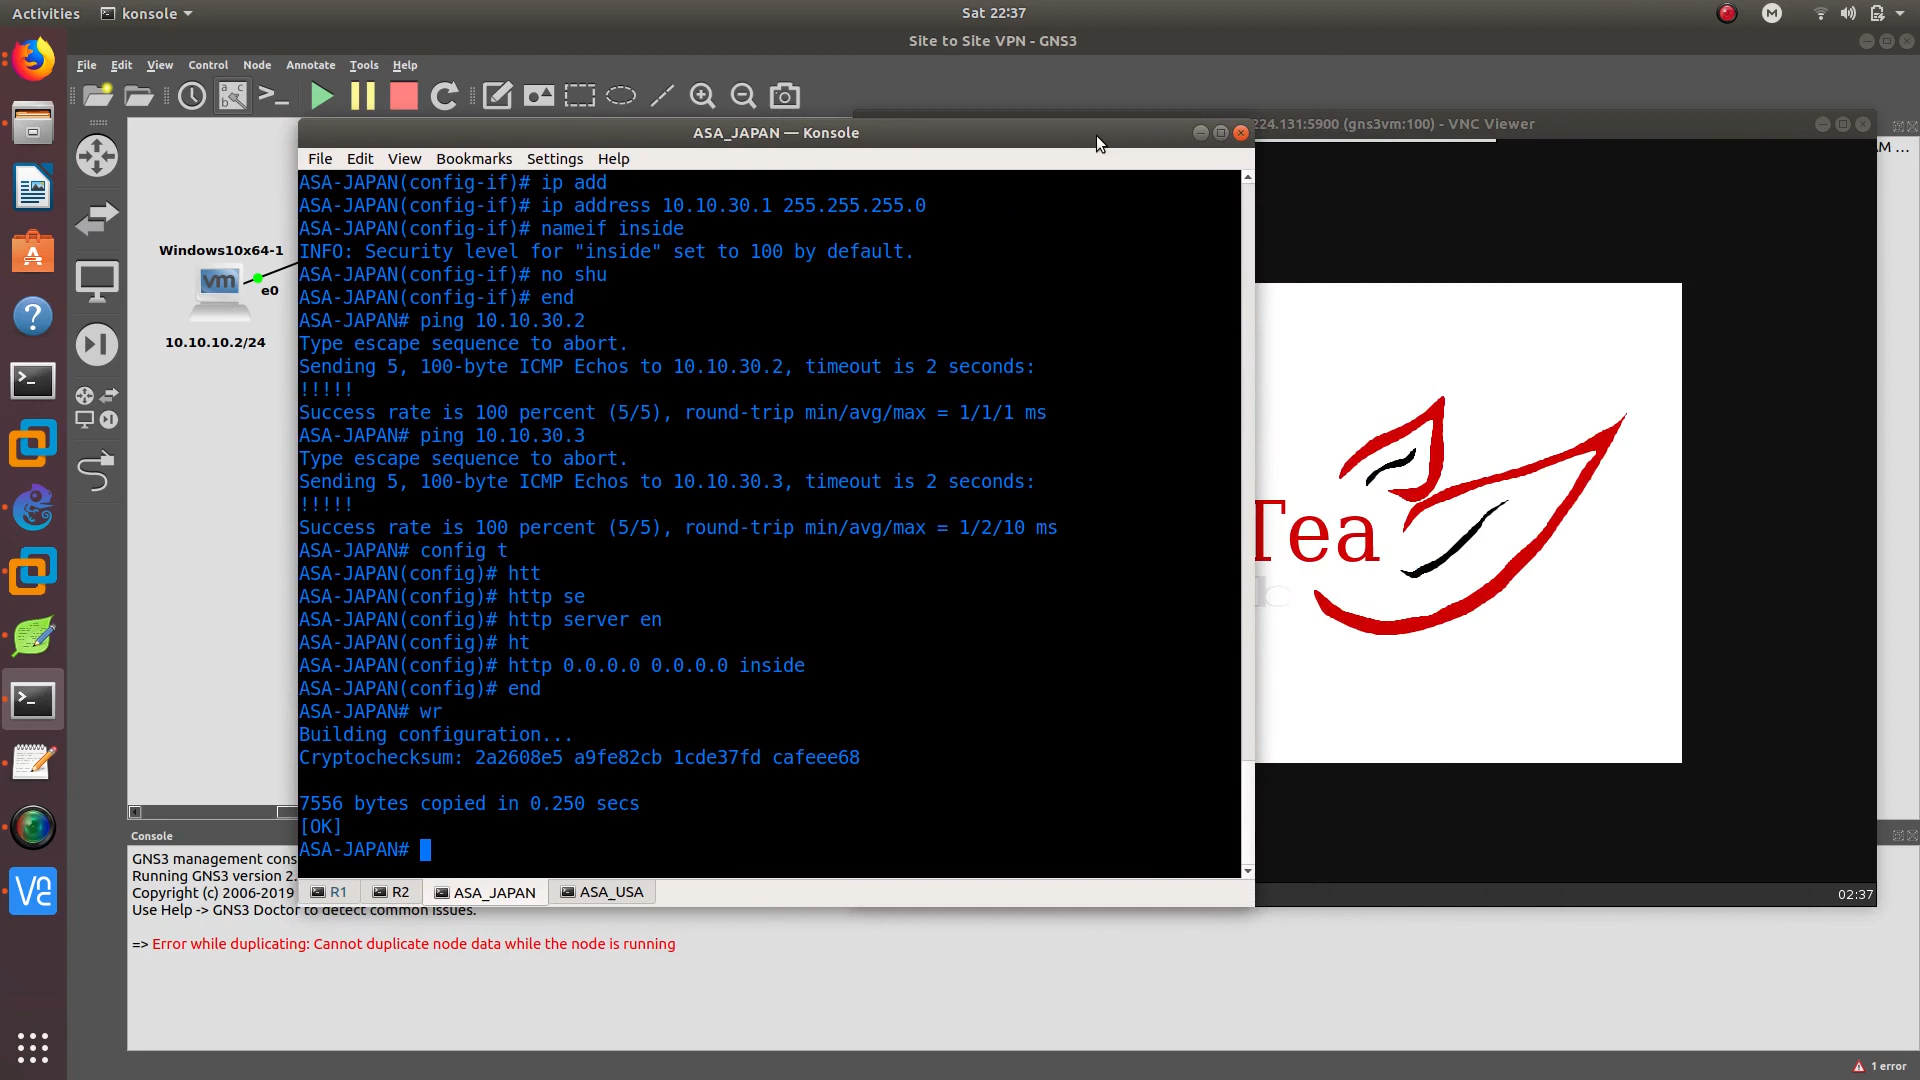 Activities
konsole
Sat 22:37
M
Site to Site VPN - GNS3
File Edit View Control Node Annotate Tools Help
ASA_JAPAN — Konsole
224.131:5900 (gns3vm:100) - VNC Viewer
File Edit View Bookmarks Settings Help
AM ...
Windows10x64-1
vm
e0
10.10.10.2/24
ASA-JAPAN(config-if)# ip add
ASA-JAPAN(config-if)# ip address 10.10.30.1 255.255.255.0
ASA-JAPAN(config-if)# nameif inside
INFO: Security level for "inside" set to 100 by default.
ASA-JAPAN(config-if)# no shu
ASA-JAPAN(config-if)# end
ASA-JAPAN# ping 10.10.30.2
Type escape sequence to abort.
Sending 5, 100-byte ICMP Echos to 10.10.30.2, timeout is 2 seconds:
!!!!!
Success rate is 100 percent (5/5), round-trip min/avg/max = 1/1/1 ms
ASA-JAPAN# ping 10.10.30.3
Type escape sequence to abort.
Sending 5, 100-byte ICMP Echos to 10.10.30.3, timeout is 2 seconds:
!!!!!
Success rate is 100 percent (5/5), round-trip min/avg/max = 1/2/10 ms
ASA-JAPAN# config t
ASA-JAPAN(config)# htt
ASA-JAPAN(config)# http se
ASA-JAPAN(config)# http server en
ASA-JAPAN(config)# ht
ASA-JAPAN(config)# http 0.0.0.0 0.0.0.0 inside
ASA-JAPAN(config)# end
ASA-JAPAN# wr
Building configuration...
Cryptochecksum: 2a2608e5 a9fe82cb 1cde37fd cafeee68
7556 bytes copied in 0.250 secs
[OK]
ASA-JAPAN#
R1 R2 ASA_JAPAN ASA_USA
Tea
02:37
Console
GNS3 management cons
Running GNS3 version 2.
Copyright (c) 2006-2019
Use Help -> GNS3 Doctor to detect common issues.
=> Error while duplicating: Cannot duplicate node data while the node is running
1 error